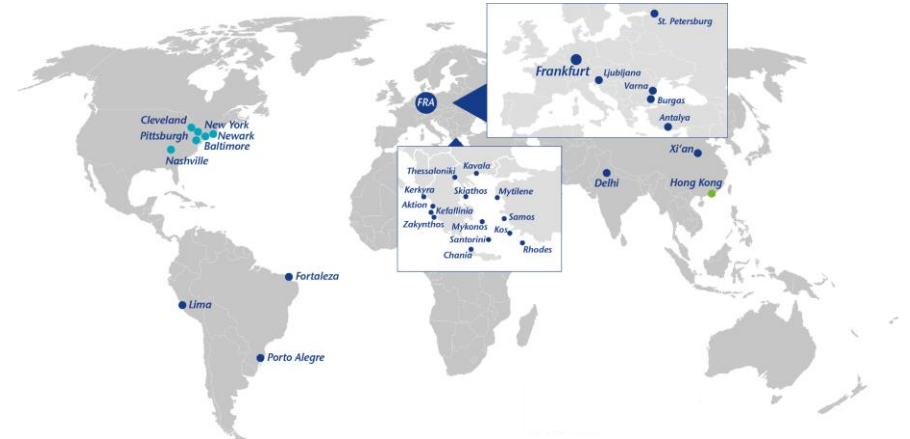 St. Petersburg
Frankfurt
Ljubljana
Varna
Burgas
Antalya
FRA
Cleveland
New York
Pittsburgh
Newark
Baltimore
Nashville
Xi'an
Delhi
Hong Kong
Thessaloniki
Kavala
Kerkyra
Skiathos
Mytilene
Aktion
Kefallinia
Zakynthos
Mykonos
Samos
Kos
Santorini
Rhodes
Chania
Fortaleza
Lima
Porto Alegre